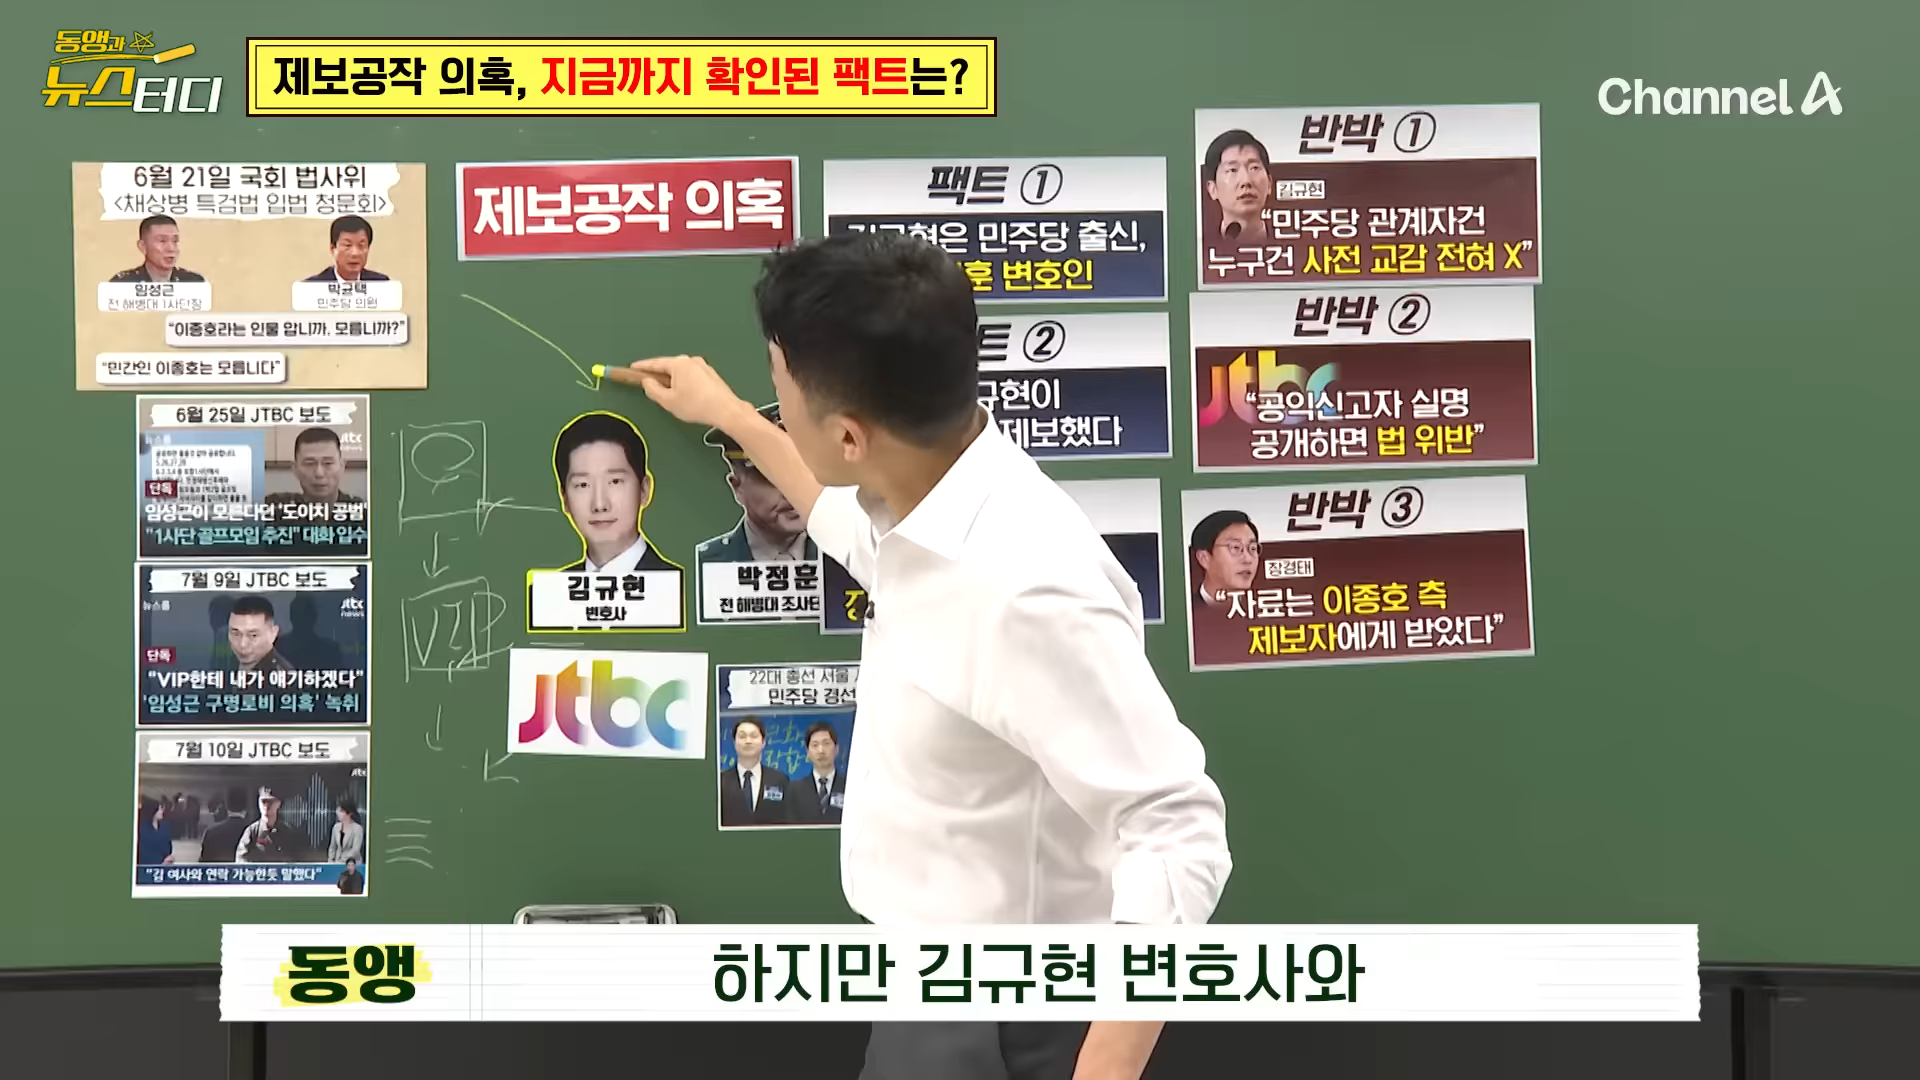 동앵과
뉴스터디
제보공작 의혹, 지금까지 확인된 팩트는?
Channel A
6월 21일 국회 법사위
<채상병 특검법 입법 청문회>
임성근
전 해병대 1사단장
박균택
민주당 의원
“이종호라는 인물 압니까, 모릅니까?”
“민간인 이종호는 모릅니다”
6월 25일 JTBC 보도
뉴스룸
jtbc
단독
임성근이 모른다던 '도이치 공범'
"1사단 골프모임 추진" 대화 입수
7월 9일 JTBC 보도
뉴스룸
jtbc
news
단독
"VIP한테 내가 얘기하겠다"
'임성근 구명로비 의혹' 녹취
7월 10일 JTBC 보도
"김 여사와 연락 가능한듯 말했다"
VIP
제보공작 의혹
김규현
변호사
박정훈
전 해병대 조사단
jtbc
22대 총선 서울
민주당 경선
팩트 ①
김규현은 민주당 출신,
훈 변호인
트 ②
규현이
제보했다
반박 ①
김규현
“민주당 관계자건
누구건 사전 교감 전혀 X”
반박 ②
jtbc
“공익신고자 실명
공개하면 법 위반”
반박 ③
장경태
“자료는 이종호 측
제보자에게 받았다”
동앵
하지만 김규현 변호사와